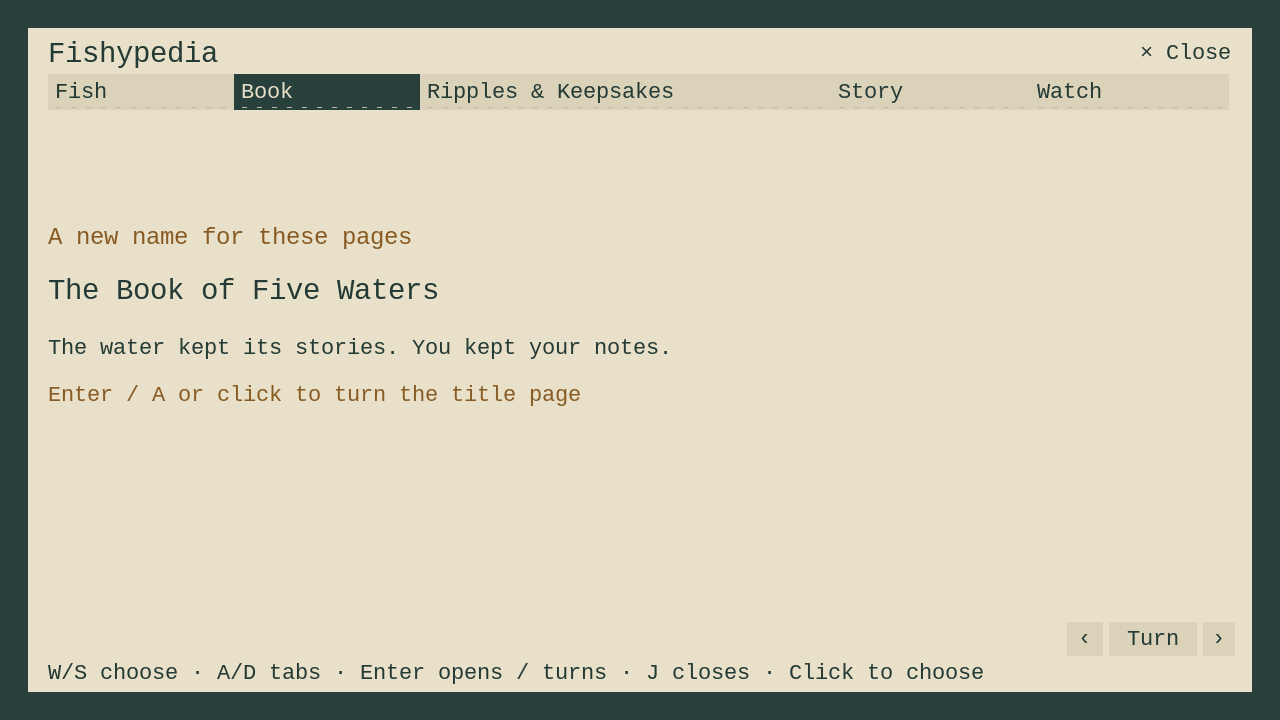 Fishypedia
× Close
Fish
Book
Ripples & Keepsakes
Story
Watch
A new name for these pages
The Book of Five Waters
The water kept its stories. You kept your notes.
Enter / A or click to turn the title page
‹
Turn
›
W/S choose · A/D tabs · Enter opens / turns · J closes · Click to choose